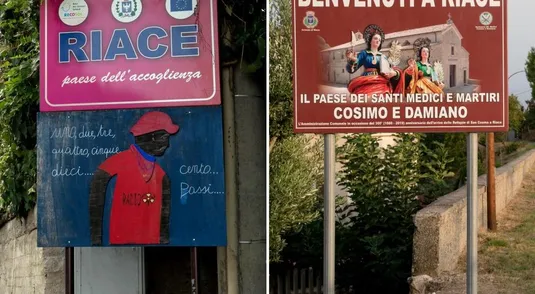 RIACE
paese dell'accoglienza
uno, due, tre,
quattro, cinque
dieci.....
cento...
Passi....
BENVENUTI A RIACE
IL PAESE DEI SANTI MEDICI E MARTIRI
COSIMO E DAMIANO